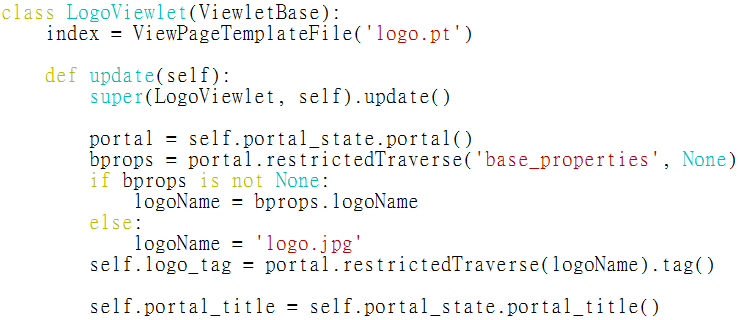 class LogoViewlet(ViewletBase):
    index = ViewPageTemplateFile('logo.pt')

    def update(self):
        super(LogoViewlet, self).update()

        portal = self.portal_state.portal()
        bprops = portal.restrictedTraverse('base_properties', None)
        if bprops is not None:
            logoName = bprops.logoName
        else:
            logoName = 'logo.jpg'
        self.logo_tag = portal.restrictedTraverse(logoName).tag()

        self.portal_title = self.portal_state.portal_title()